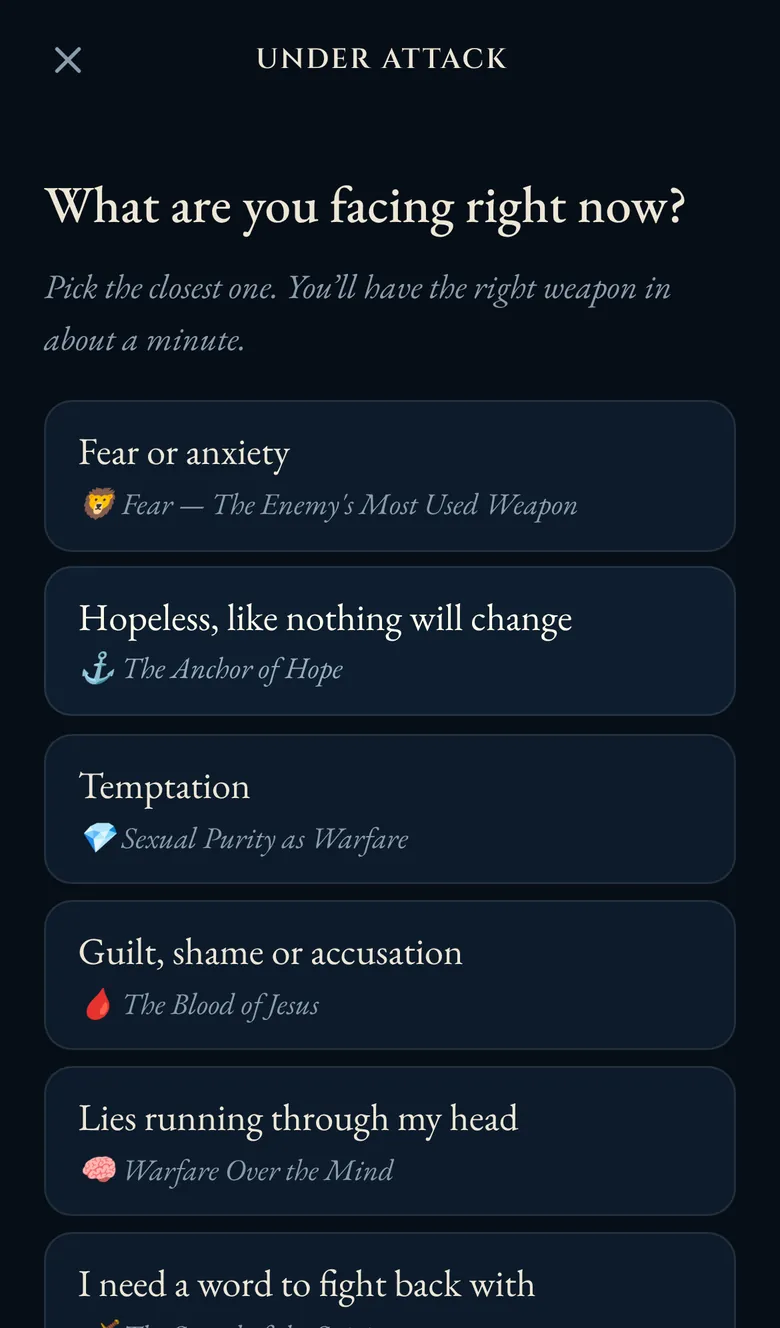 UNDER ATTACK
What are you facing right now?
Pick the closest one. You’ll have the right weapon in
about a minute.
Fear or anxiety
🦁 Fear — The Enemy's Most Used Weapon
Hopeless, like nothing will change
⚓ The Anchor of Hope
Temptation
💎 Sexual Purity as Warfare
Guilt, shame or accusation
🩸 The Blood of Jesus
Lies running through my head
🧠 Warfare Over the Mind
I need a word to fight back with